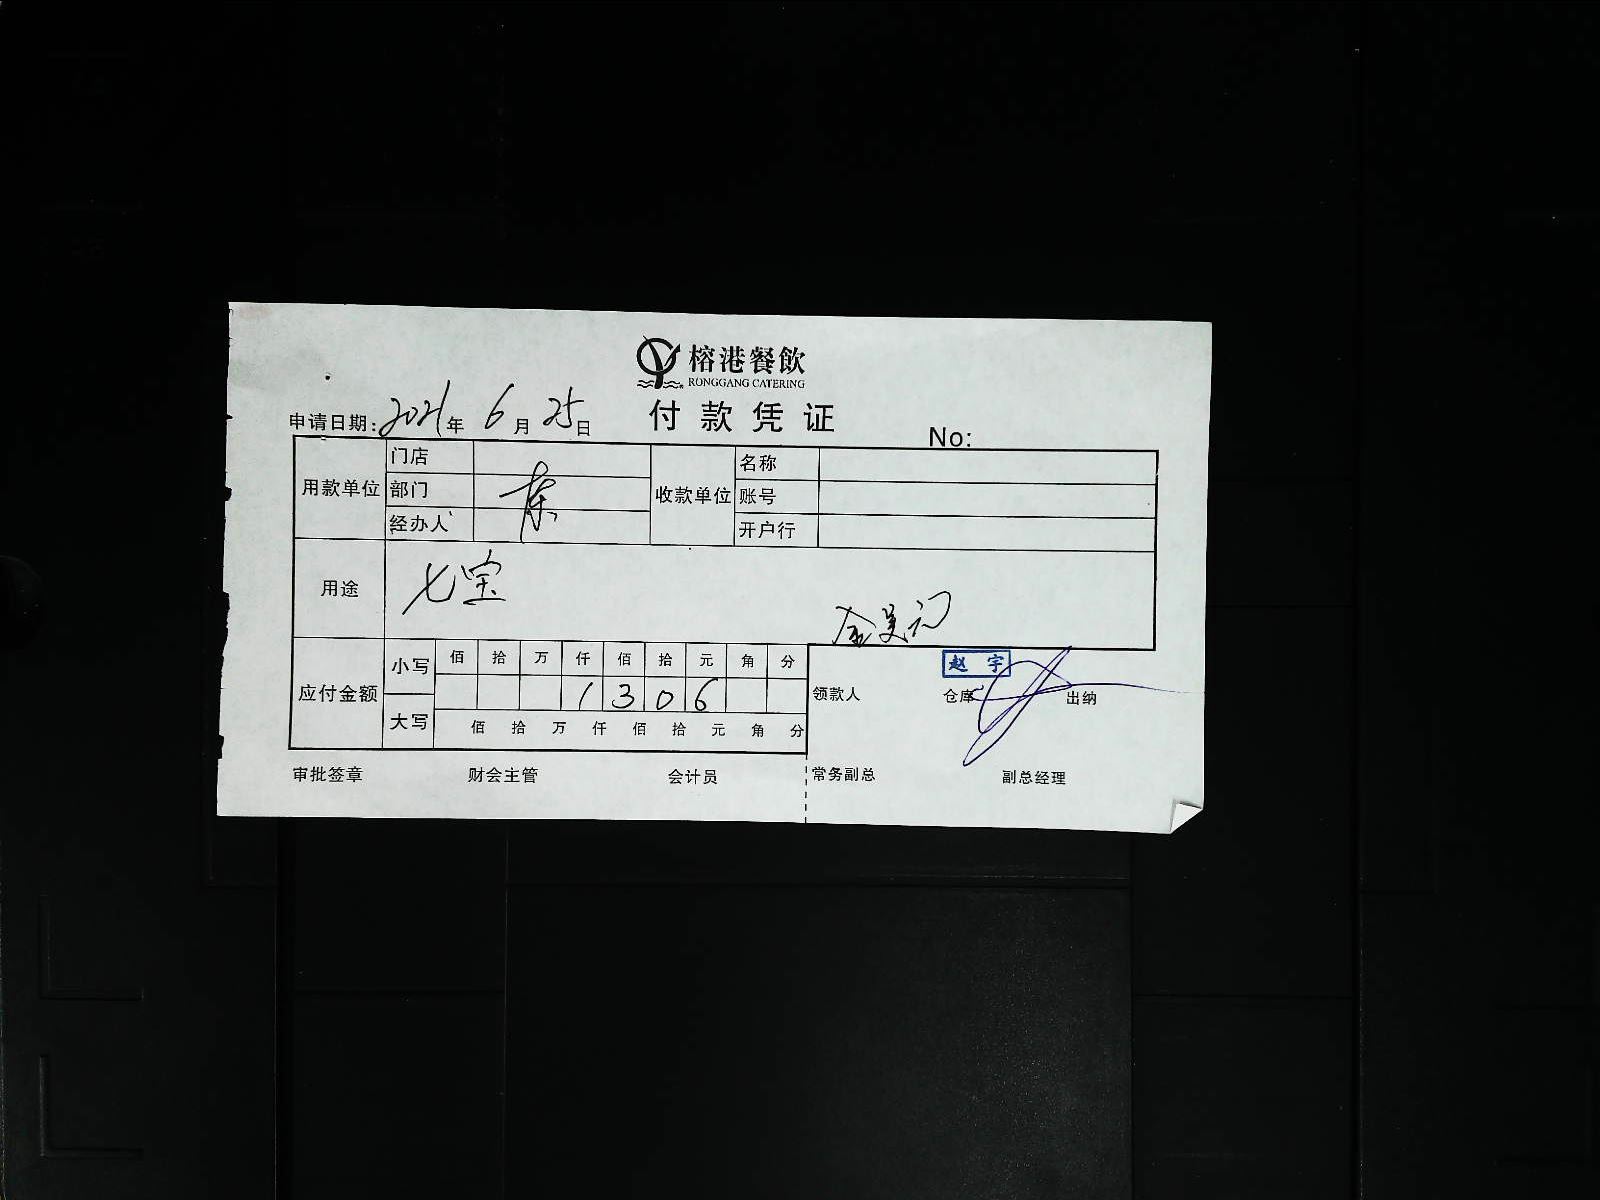 榕港餐飲
RONGGANG CATERING
付款凭证
申请日期: 2021年 6月 25日
No:
用款单位 门店 收款单位 名称
部门 账号
经办人 开户行
用途 七宝
应付金额 小写 佰 拾 万 仟 佰 拾 元 角 分
1 3 0 6
大写 佰 拾 万 仟 佰 拾 元 角 分
赵宇
领款人 仓库 出纳
审批签章 财会主管 会计员 常务副总 副总经理